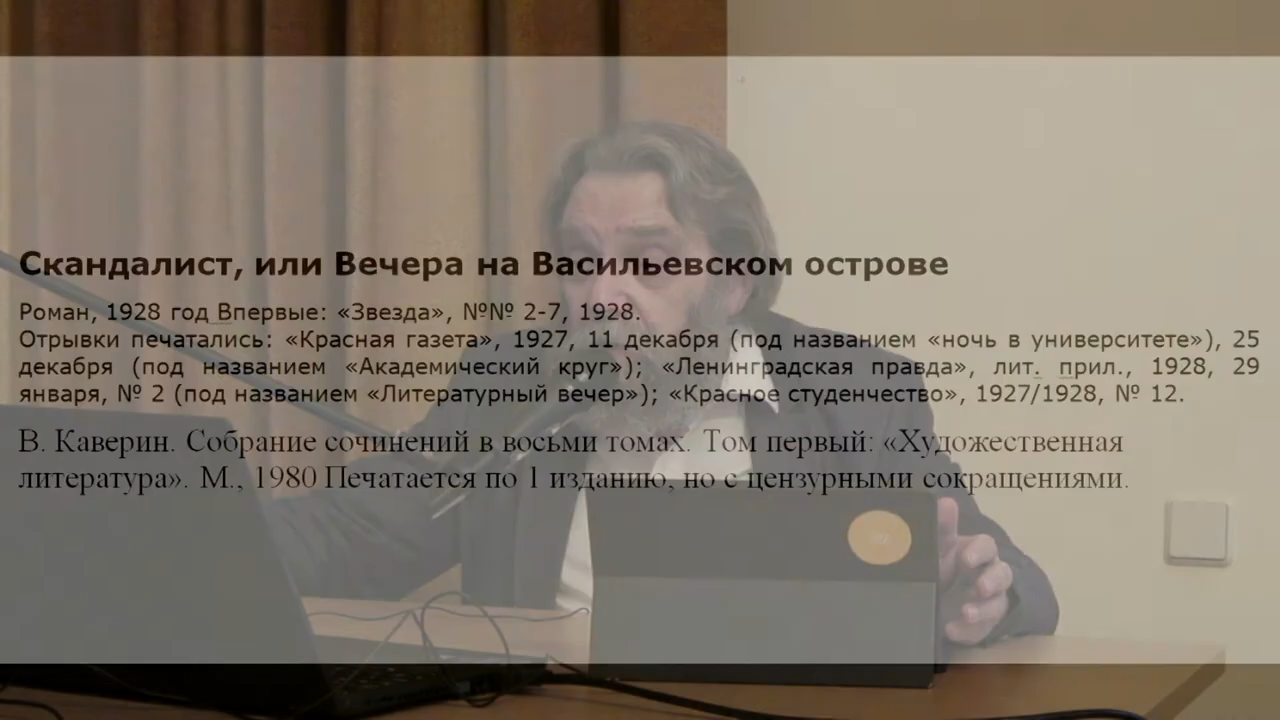 Скандалист, или Вечера на Васильевском острове
Роман, 1928 год Впервые: «Звезда», №№ 2-7, 1928.
Отрывки печатались: «Красная газета», 1927, 11 декабря (под названием «ночь в университете»), 25
декабря (под названием «Академический круг»); «Ленинградская правда», лит. прил., 1928, 29
января, № 2 (под названием «Литературный вечер»); «Красное студенчество», 1927/1928, № 12.
В. Каверин. Собрание сочинений в восьми томах. Том первый: «Художественная
литература». М., 1980 Печатается по 1 изданию, но с цензурными сокращениями.